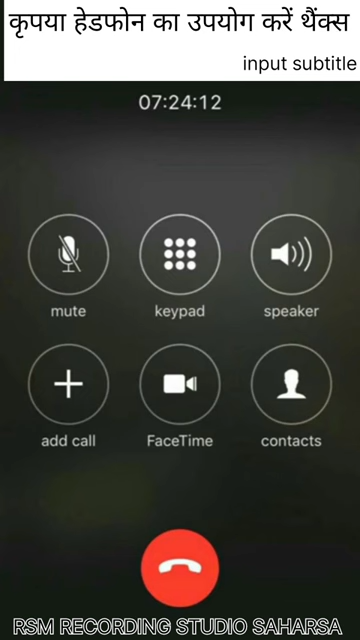 कृपया हेडफोन का उपयोग करें थैंक्स
input subtitle
07:24:12
mute
keypad
speaker
add call
FaceTime
contacts
RSM RECORDING STUDIO SAHARSA